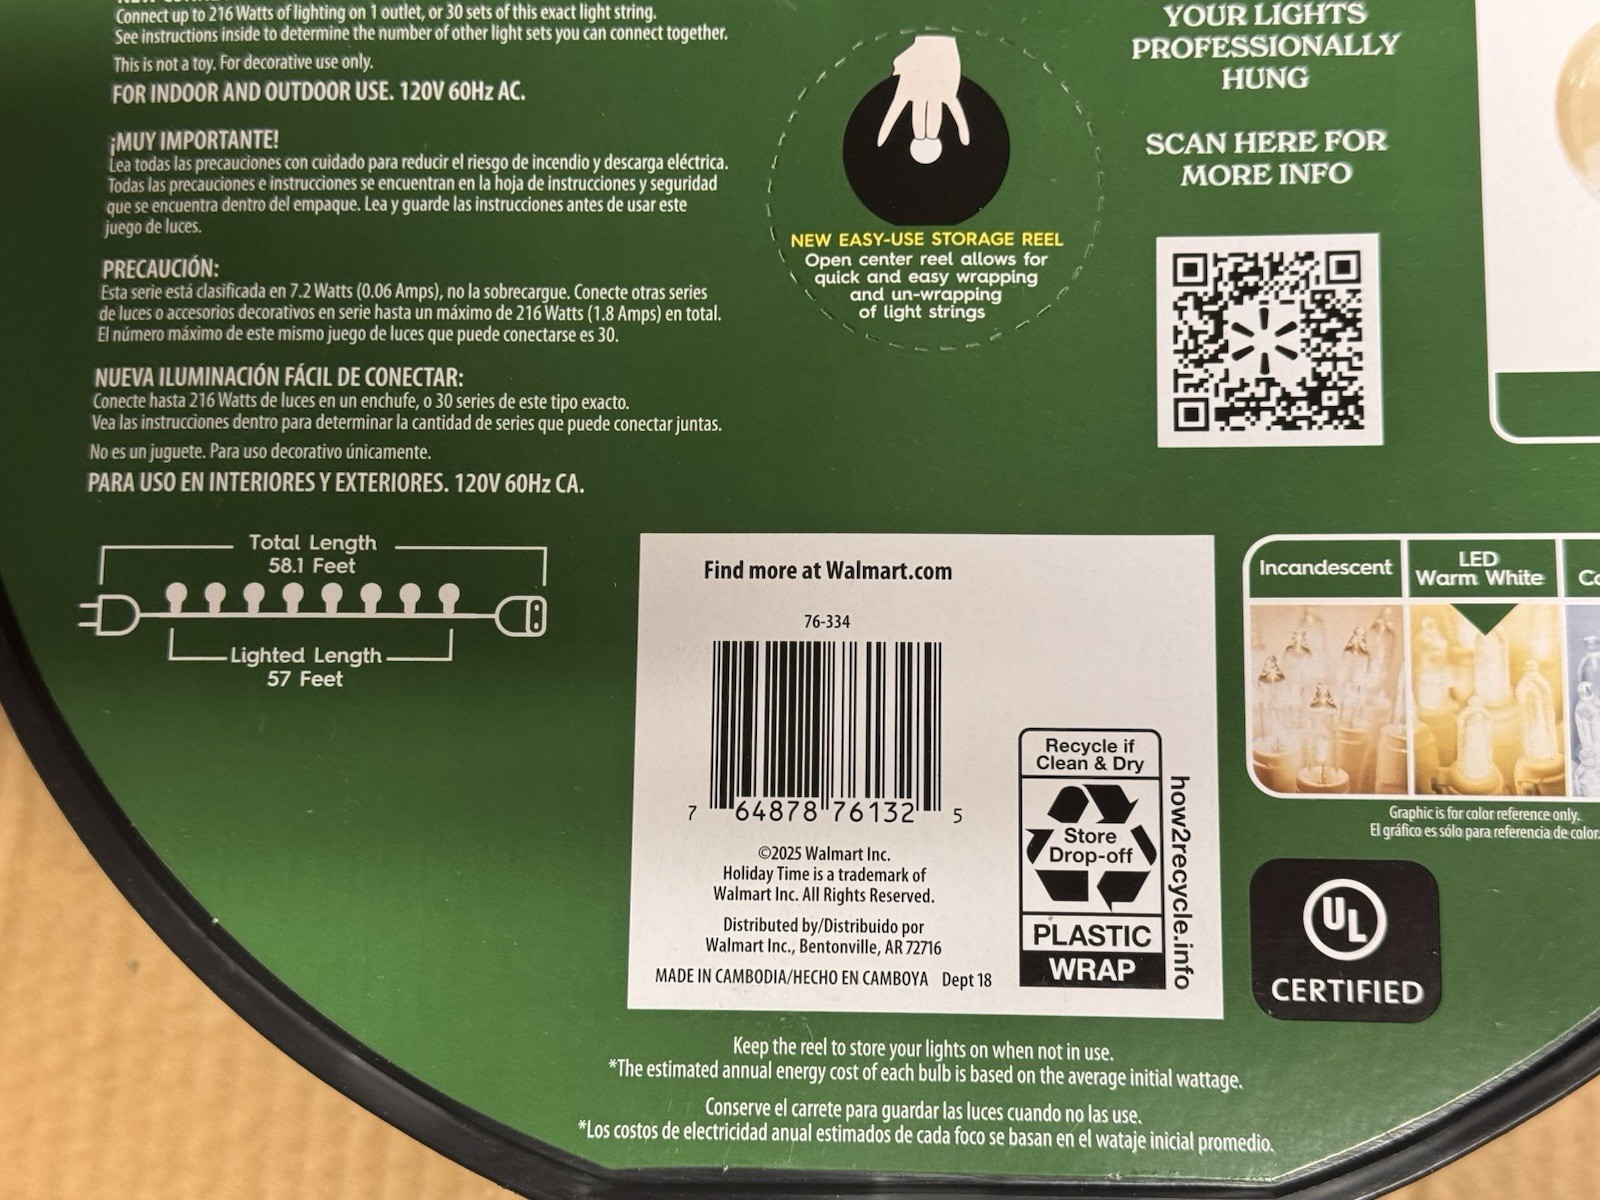 Connect up to 216 Watts of lighting on 1 outlet, or 30 sets of this exact light string.
See instructions inside to determine the number of other light sets you can connect together.
This is not a toy. For decorative use only.
FOR INDOOR AND OUTDOOR USE. 120V 60Hz AC.
¡MUY IMPORTANTE!
Lea todas las precauciones con cuidado para reducir el riesgo de incendio y descarga eléctrica.
Todas las precauciones e instrucciones se encuentran en la hoja de instrucciones y seguridad
que se encuentra dentro del empaque. Lea y guarde las instrucciones antes de usar este
juego de luces.
PRECAUCIÓN:
Esta serie está clasificada en 7.2 Watts (0.06 Amps), no la sobrecargue. Conecte otras series
de luces o accesorios decorativos en serie hasta un máximo de 216 Watts (1.8 Amps) en total.
El número máximo de este mismo juego de luces que puede conectarse es 30.
NUEVA ILUMINACIÓN FÁCIL DE CONECTAR:
Conecte hasta 216 Watts de luces en un enchufe, o 30 series de este tipo exacto.
Vea las instrucciones dentro para determinar la cantidad de series que puede conectar juntas.
No es un juguete. Para uso decorativo únicamente.
PARA USO EN INTERIORES Y EXTERIORES. 120V 60Hz CA.
Total Length
58.1 Feet
Lighted Length
57 Feet
NEW EASY-USE STORAGE REEL
Open center reel allows for
quick and easy wrapping
and un-wrapping
of light strings
YOUR LIGHTS
PROFESSIONALLY
HUNG
SCAN HERE FOR
MORE INFO
Find more at Walmart.com
76-334
7 64878 76132 5
©2025 Walmart Inc.
Holiday Time is a trademark of
Walmart Inc. All Rights Reserved.
Distributed by/Distribuido por
Walmart Inc., Bentonville, AR 72716
MADE IN CAMBODIA/HECHO EN CAMBOYA Dept 18
Recycle if
Clean & Dry
Store
Drop-off
PLASTIC
WRAP
how2recycle.info
Incandescent
LED
Warm White
Graphic is for color reference only.
El gráfico es sólo para referencia de color.
UL
CERTIFIED
Keep the reel to store your lights on when not in use.
*The estimated annual energy cost of each bulb is based on the average initial wattage.
Conserve el carrete para guardar las luces cuando no las use.
*Los costos de electricidad anual estimados de cada foco se basan en el wataje inicial promedio.